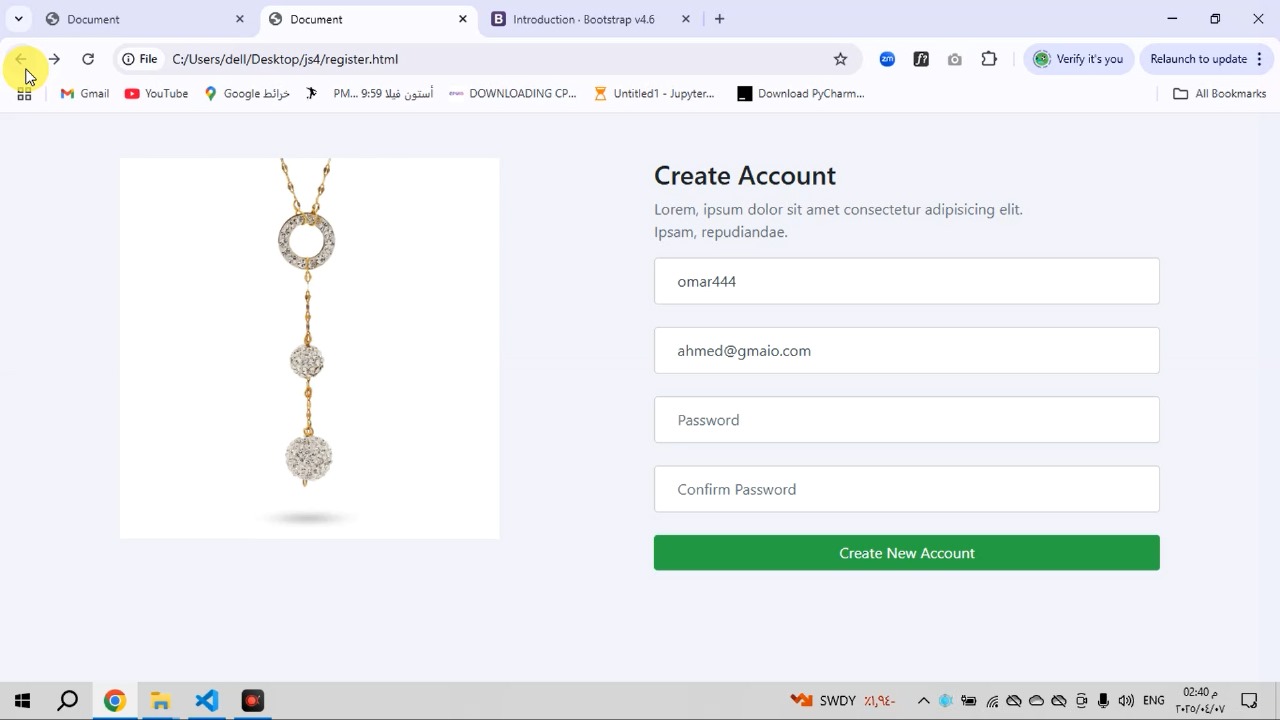 Document
Document
Introduction · Bootstrap v4.6
File
C:/Users/dell/Desktop/js4/register.html
zm
f?
Verify it's you
Relaunch to update
Gmail
YouTube
خرائط Google
PM... 9:59 أستون فيلا
DOWNLOADING CP...
Untitled1 - Jupyter...
Download PyCharm...
All Bookmarks
Create Account
Lorem, ipsum dolor sit amet consectetur adipisicing elit.
Ipsam, repudiandae.
omar444
ahmed@gmaio.com
Password
Confirm Password
Create New Account
SWDY
٪١,٩٤-
ENG
02:40 م
٢٠٢٥/٠٤/٠٧